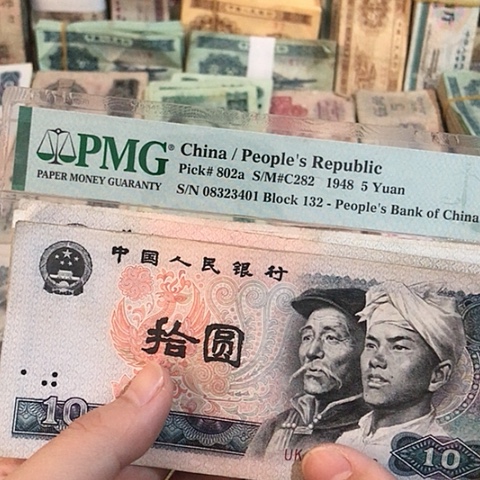 PMG® China / People's Republic
Pick# 802a S/M#C282 1948 5 Yuan
PAPER MONEY GUARANTY
S/N 08323401 Block 132 - People's Bank of China
中国人民银行
拾圆
10
UK
10